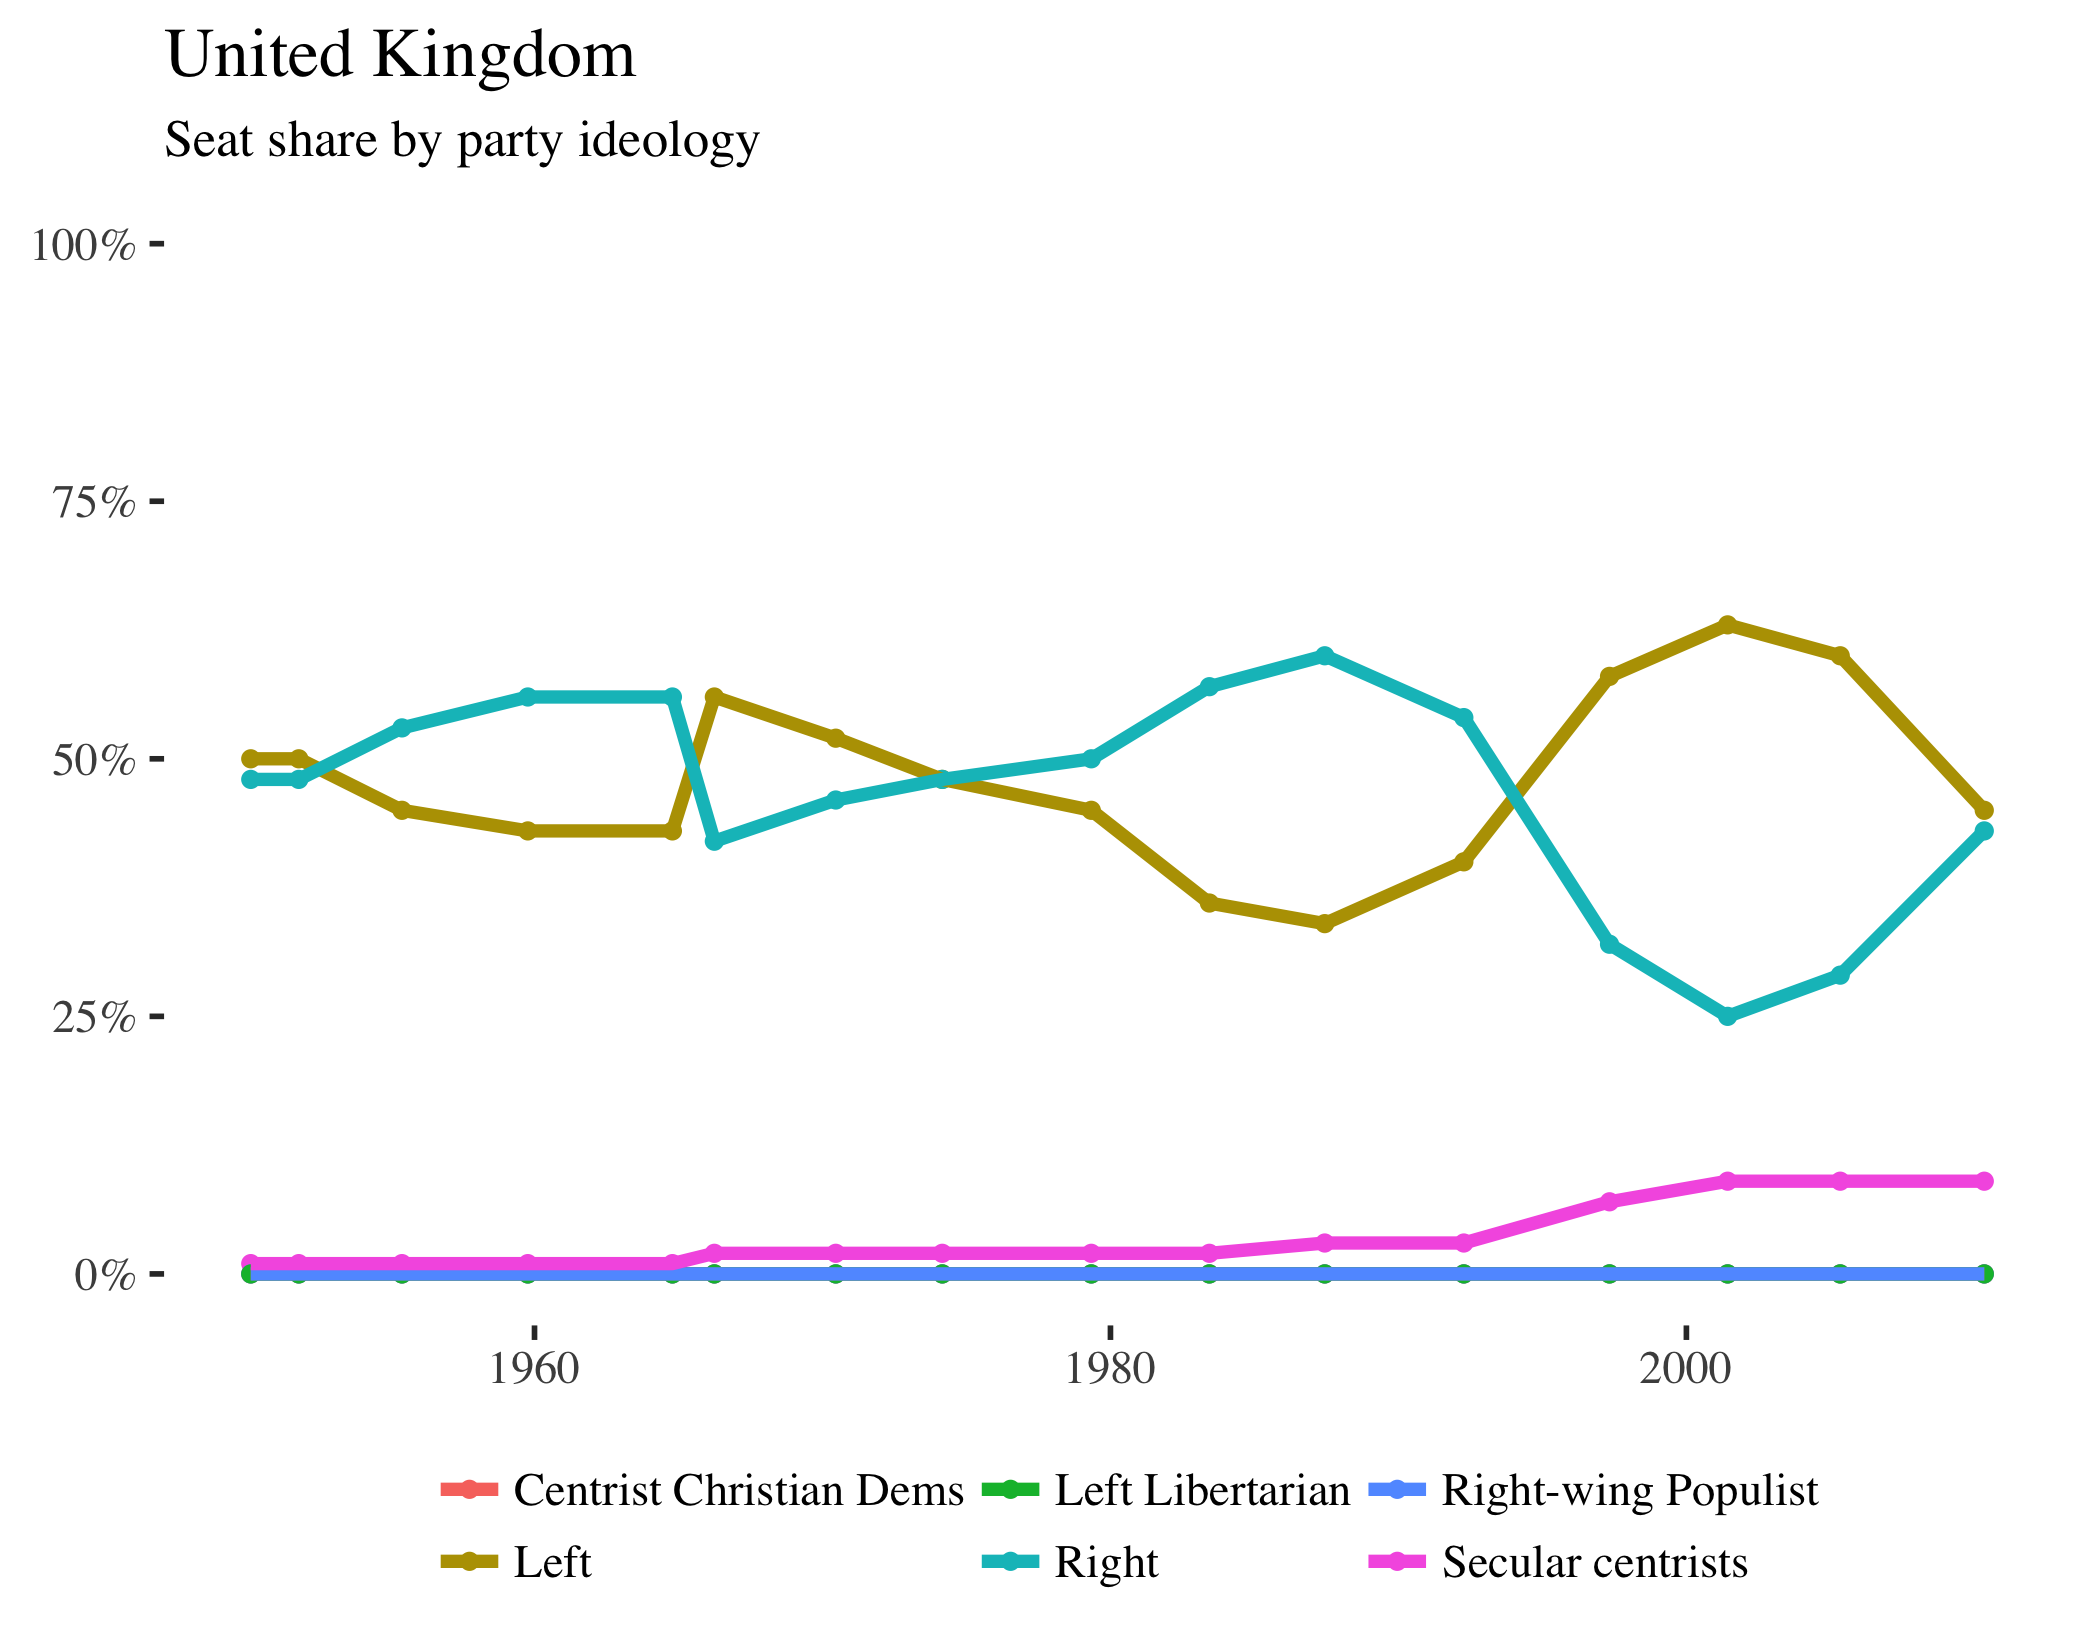 United Kingdom
Seat share by party ideology
100%
75%
50%
25%
0%
1960 1980 2000
Centrist Christian Dems Left Libertarian Right-wing Populist
Left Right Secular centrists